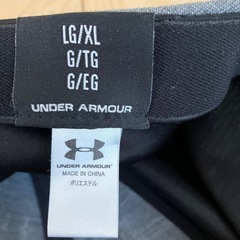 LG/XL
G/TG
G/EG
UNDER ARMOUR
UNDER ARMOUR
MADE IN CHINA
ポリエステル